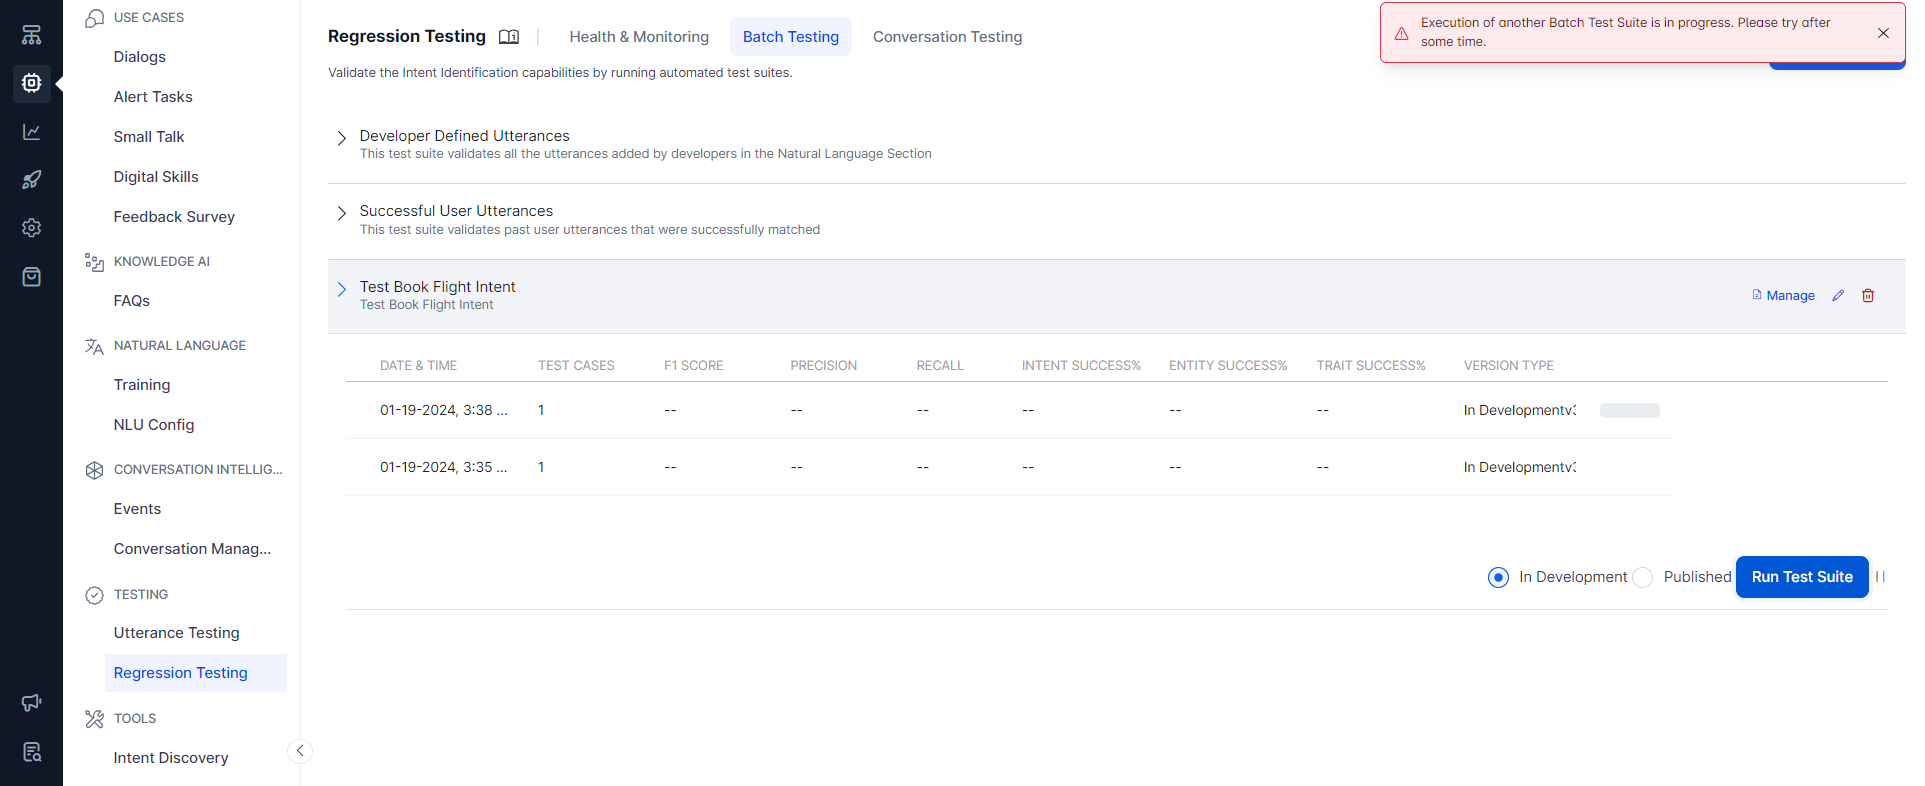 USE CASES
Dialogs
Alert Tasks
Small Talk
Digital Skills
Feedback Survey
KNOWLEDGE AI
FAQs
NATURAL LANGUAGE
Training
NLU Config
CONVERSATION INTELLIG...
Events
Conversation Manag...
TESTING
Utterance Testing
Regression Testing
TOOLS
Intent Discovery
Regression Testing Health & Monitoring Batch Testing Conversation Testing
Validate the Intent Identification capabilities by running automated test suites.
Execution of another Batch Test Suite is in progress. Please try after
some time.
Developer Defined Utterances
This test suite validates all the utterances added by developers in the Natural Language Section
Successful User Utterances
This test suite validates past user utterances that were successfully matched
Test Book Flight Intent
Test Book Flight Intent
Manage
DATE & TIME TEST CASES F1 SCORE PRECISION RECALL INTENT SUCCESS% ENTITY SUCCESS% TRAIT SUCCESS% VERSION TYPE
01-19-2024, 3:38 ... 1 -- -- -- -- -- -- In Developmentv3
01-19-2024, 3:35 ... 1 -- -- -- -- -- -- In Developmentv3
In Development Published Run Test Suite